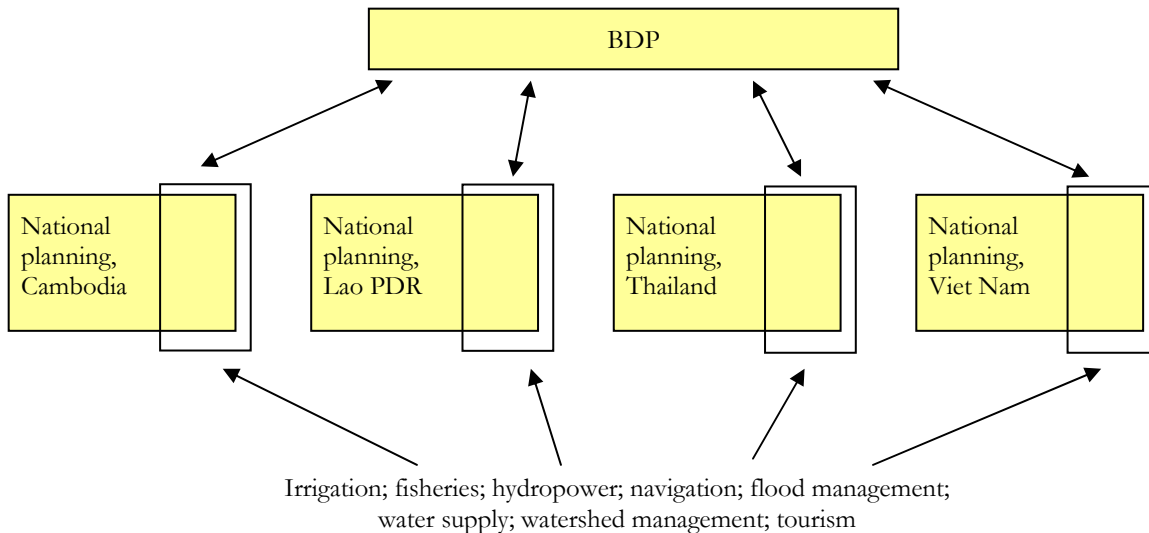 BDP
National
planning,
Cambodia
National
planning,
Lao PDR
National
planning,
Thailand
National
planning,
Viet Nam
Irrigation; fisheries; hydropower; navigation; flood management;
water supply; watershed management; tourism